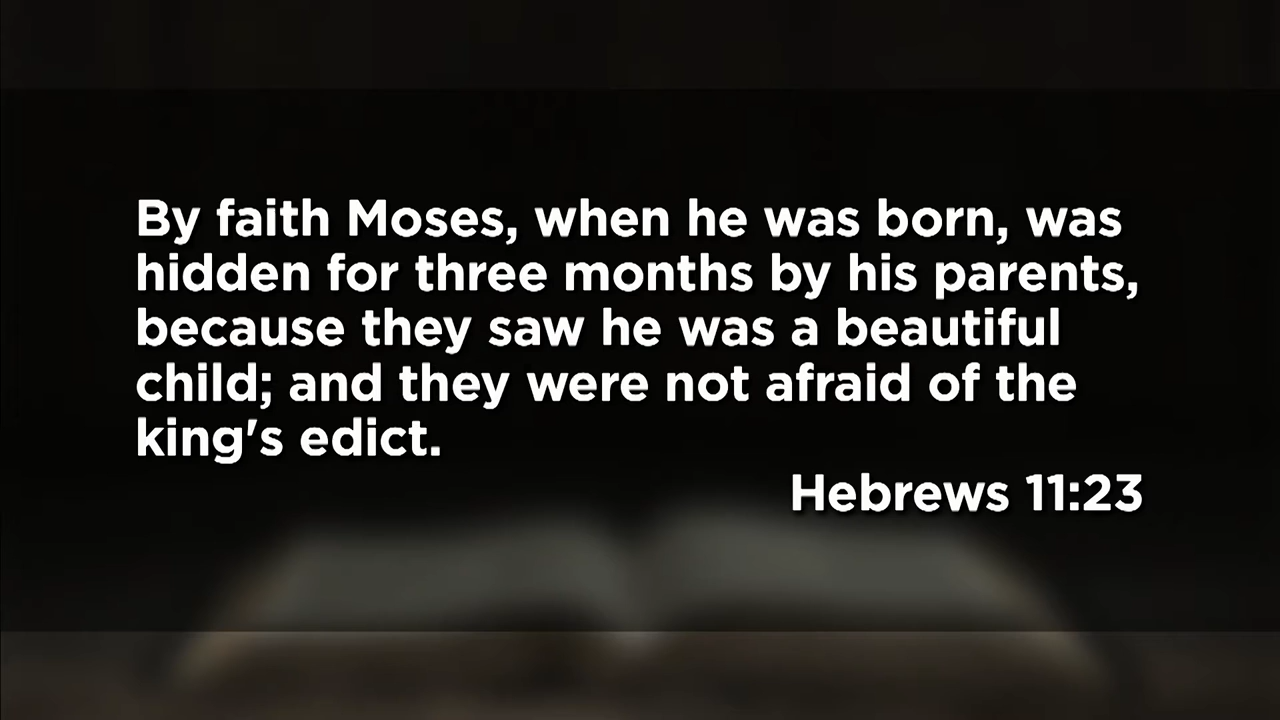 By faith Moses, when he was born, was
hidden for three months by his parents,
because they saw he was a beautiful
child; and they were not afraid of the
king's edict.
Hebrews 11:23